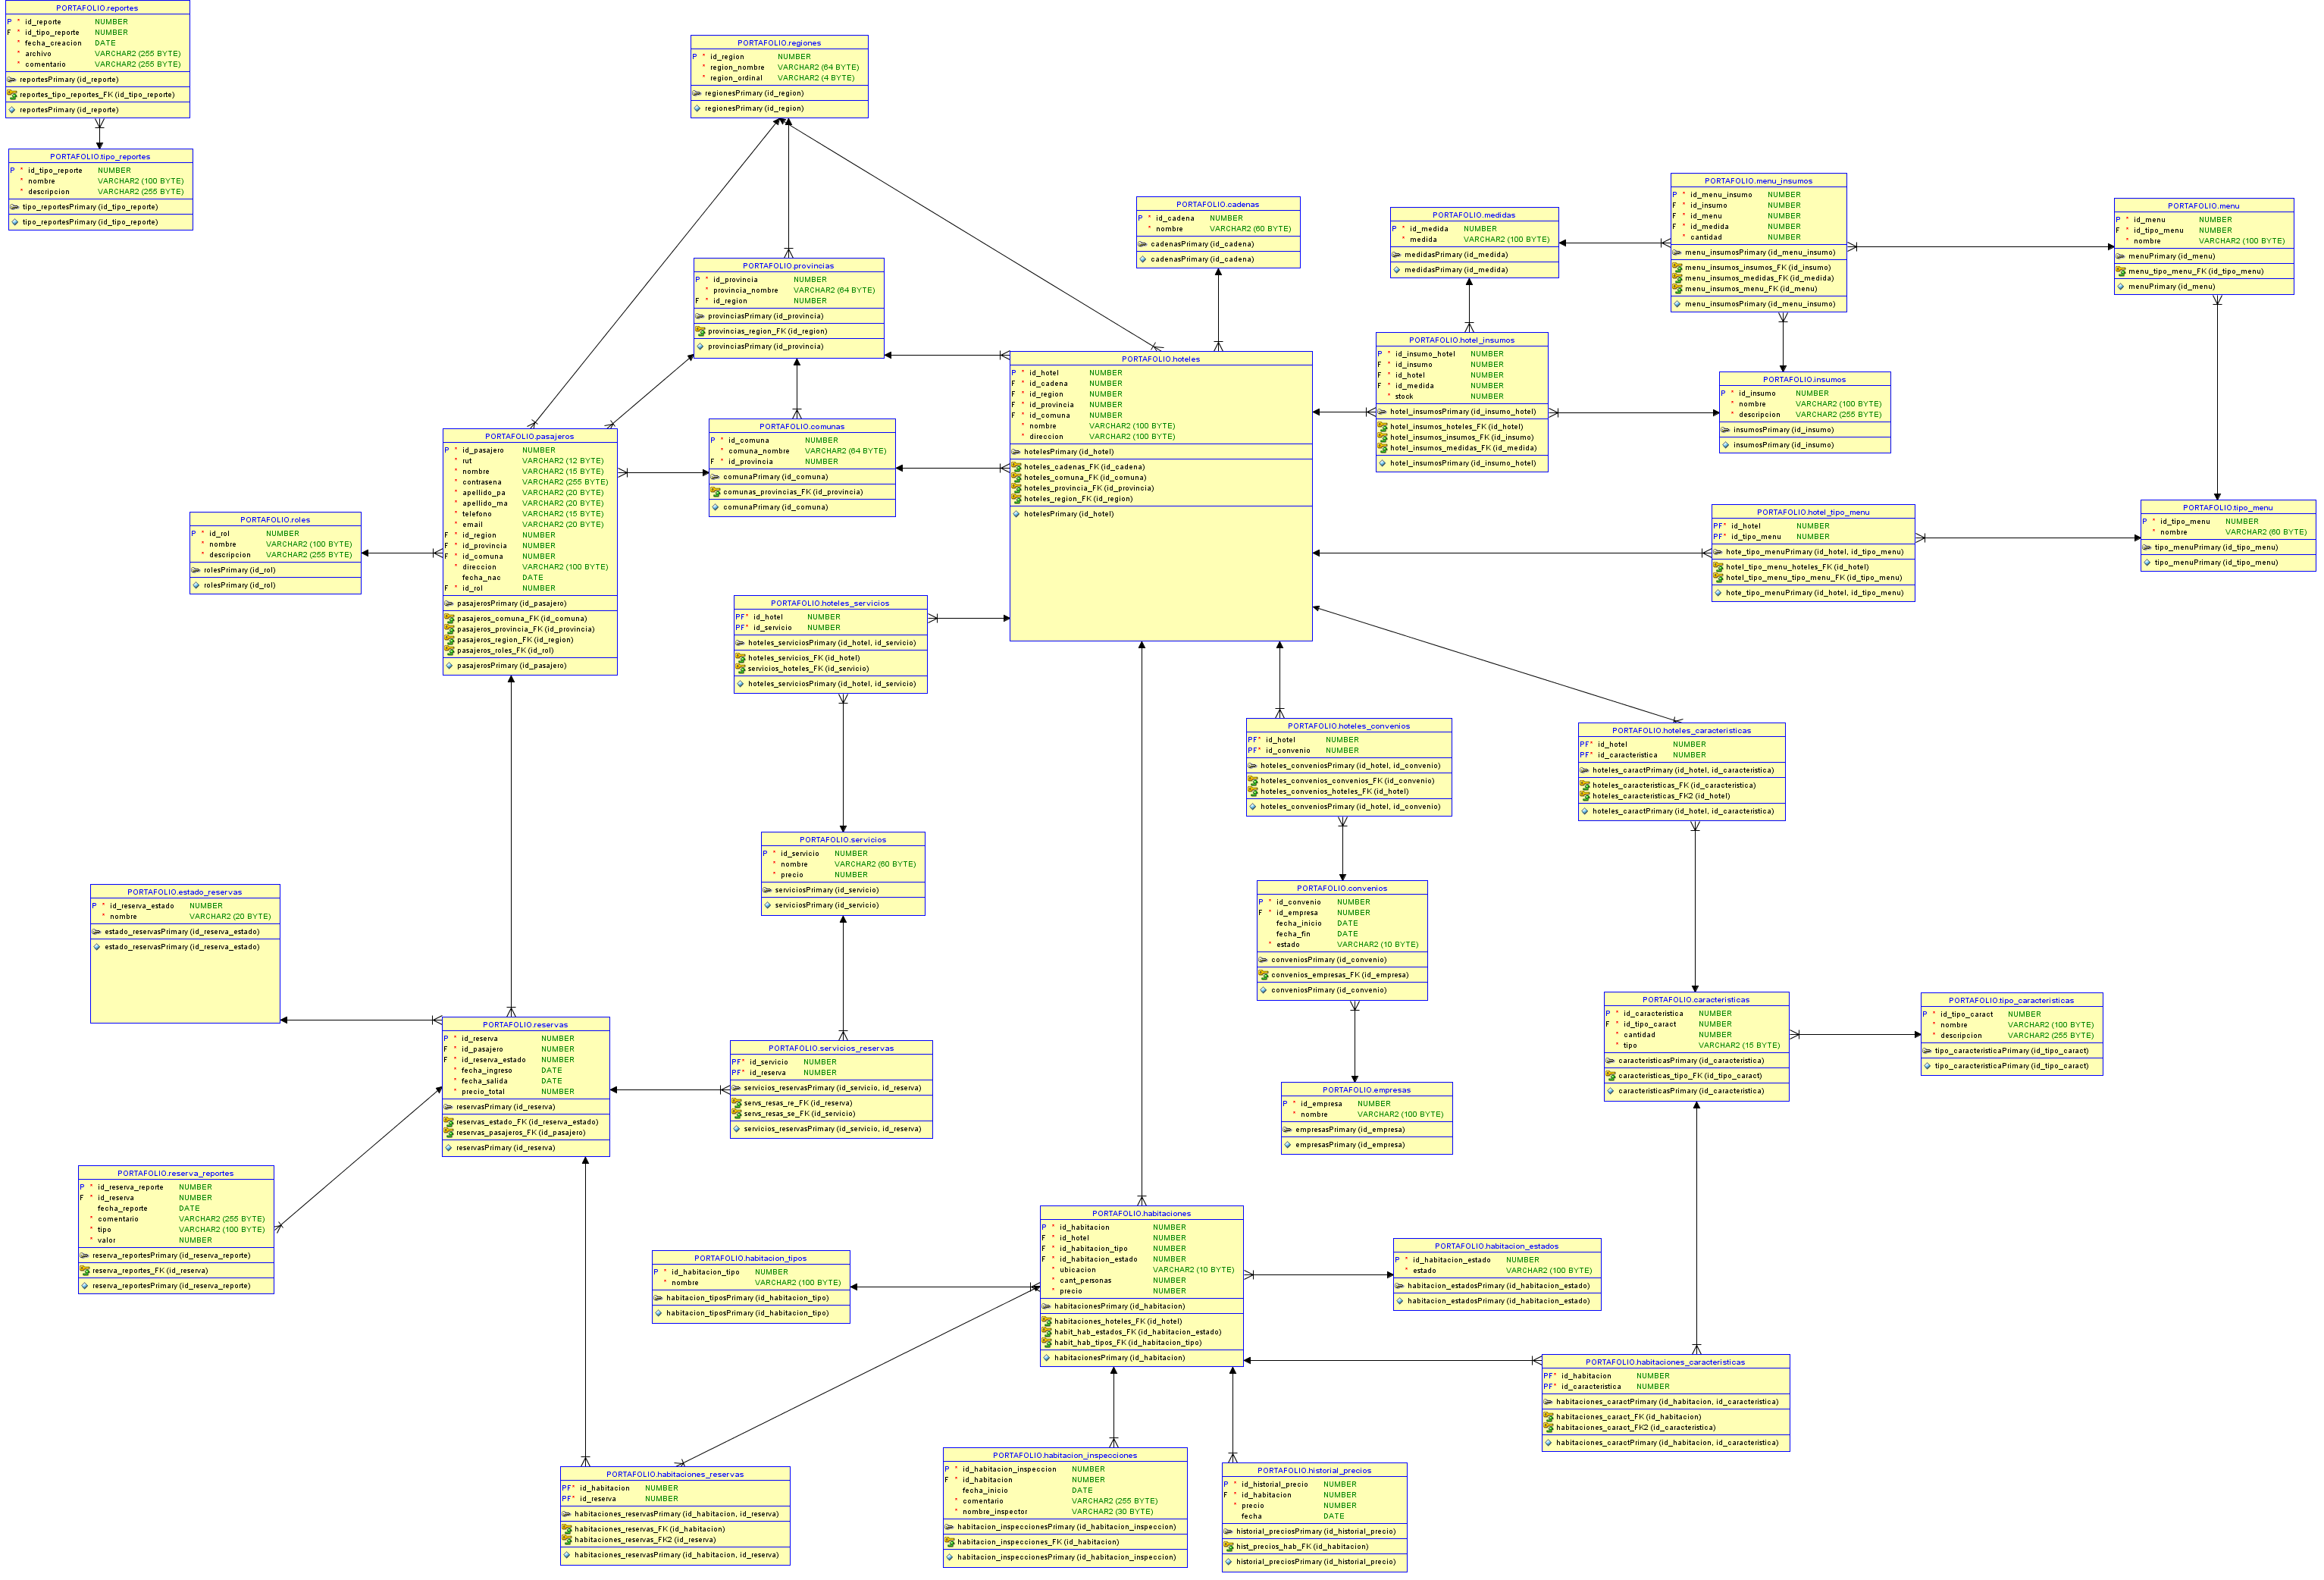 PORTAFOLIO.reportes
P * id_reporte NUMBER
F * id_tipo_reporte NUMBER
* fecha_creacion DATE
* archivo VARCHAR2 (255 BYTE)
* comentario VARCHAR2 (255 BYTE)
reportesPrimary (id_reporte)
reportes_tipo_reportes_FK (id_tipo_reporte)
reportesPrimary (id_reporte)
PORTAFOLIO.tipo_reportes
P * id_tipo_reporte NUMBER
* nombre VARCHAR2 (100 BYTE)
* descripcion VARCHAR2 (255 BYTE)
tipo_reportesPrimary (id_tipo_reporte)
tipo_reportesPrimary (id_tipo_reporte)
PORTAFOLIO.regiones
P * id_region NUMBER
* region_nombre VARCHAR2 (64 BYTE)
* region_ordinal VARCHAR2 (4 BYTE)
regionesPrimary (id_region)
regionesPrimary (id_region)
PORTAFOLIO.cadenas
P * id_cadena NUMBER
* nombre VARCHAR2 (60 BYTE)
cadenasPrimary (id_cadena)
cadenasPrimary (id_cadena)
PORTAFOLIO.medidas
P * id_medida NUMBER
* medida VARCHAR2 (100 BYTE)
medidasPrimary (id_medida)
medidasPrimary (id_medida)
PORTAFOLIO.menu_insumos
P * id_menu_insumo NUMBER
F * id_insumo NUMBER
F * id_menu NUMBER
F * id_medida NUMBER
* cantidad NUMBER
menu_insumosPrimary (id_menu_insumo)
menu_insumos_insumos_FK (id_insumo)
menu_insumos_medidas_FK (id_medida)
menu_insumos_menu_FK (id_menu)
menu_insumosPrimary (id_menu_insumo)
PORTAFOLIO.menu
P * id_menu NUMBER
F * id_tipo_menu NUMBER
* nombre VARCHAR2 (100 BYTE)
menuPrimary (id_menu)
menu_tipo_menu_FK (id_tipo_menu)
menuPrimary (id_menu)
PORTAFOLIO.provincias
P * id_provincia NUMBER
* provincia_nombre VARCHAR2 (64 BYTE)
F * id_region NUMBER
provinciasPrimary (id_provincia)
provincias_region_FK (id_region)
provinciasPrimary (id_provincia)
PORTAFOLIO.hoteles
P * id_hotel NUMBER
F * id_cadena NUMBER
F * id_region NUMBER
F * id_provincia NUMBER
F * id_comuna NUMBER
* nombre VARCHAR2 (100 BYTE)
* direccion VARCHAR2 (100 BYTE)
hotelesPrimary (id_hotel)
hoteles_cadenas_FK (id_cadena)
hoteles_comuna_FK (id_comuna)
hoteles_provincia_FK (id_provincia)
hoteles_region_FK (id_region)
hotelesPrimary (id_hotel)
PORTAFOLIO.hotel_insumos
P * id_insumo_hotel NUMBER
F * id_insumo NUMBER
F * id_hotel NUMBER
F * id_medida NUMBER
* stock NUMBER
hotel_insumosPrimary (id_insumo_hotel)
hotel_insumos_hoteles_FK (id_hotel)
hotel_insumos_insumos_FK (id_insumo)
hotel_insumos_medidas_FK (id_medida)
hotel_insumosPrimary (id_insumo_hotel)
PORTAFOLIO.insumos
P * id_insumo NUMBER
* nombre VARCHAR2 (100 BYTE)
* descripcion VARCHAR2 (255 BYTE)
insumosPrimary (id_insumo)
insumosPrimary (id_insumo)
PORTAFOLIO.pasajeros
P * id_pasajero NUMBER
* rut VARCHAR2 (12 BYTE)
* nombre VARCHAR2 (15 BYTE)
* contrasena VARCHAR2 (255 BYTE)
* apellido_pa VARCHAR2 (20 BYTE)
* apellido_ma VARCHAR2 (20 BYTE)
* telefono VARCHAR2 (15 BYTE)
* email VARCHAR2 (20 BYTE)
F * id_region NUMBER
F * id_provincia NUMBER
F * id_comuna NUMBER
* direccion VARCHAR2 (100 BYTE)
fecha_nac DATE
F * id_rol NUMBER
pasajerosPrimary (id_pasajero)
pasajeros_comuna_FK (id_comuna)
pasajeros_provincia_FK (id_provincia)
pasajeros_region_FK (id_region)
pasajeros_roles_FK (id_rol)
pasajerosPrimary (id_pasajero)
PORTAFOLIO.comunas
P * id_comuna NUMBER
* comuna_nombre VARCHAR2 (64 BYTE)
F * id_provincia NUMBER
comunaPrimary (id_comuna)
comunas_provincias_FK (id_provincia)
comunaPrimary (id_comuna)
PORTAFOLIO.roles
P * id_rol NUMBER
* nombre VARCHAR2 (100 BYTE)
* descripcion VARCHAR2 (255 BYTE)
rolesPrimary (id_rol)
rolesPrimary (id_rol)
PORTAFOLIO.hotel_tipo_menu
PF* id_hotel NUMBER
PF* id_tipo_menu NUMBER
hote_tipo_menuPrimary (id_hotel, id_tipo_menu)
hotel_tipo_menu_hoteles_FK (id_hotel)
hotel_tipo_menu_tipo_menu_FK (id_tipo_menu)
hote_tipo_menuPrimary (id_hotel, id_tipo_menu)
PORTAFOLIO.tipo_menu
P * id_tipo_menu NUMBER
* nombre VARCHAR2 (60 BYTE)
tipo_menuPrimary (id_tipo_menu)
tipo_menuPrimary (id_tipo_menu)
PORTAFOLIO.hoteles_servicios
PF* id_hotel NUMBER
PF* id_servicio NUMBER
hoteles_serviciosPrimary (id_hotel, id_servicio)
hoteles_servicios_FK (id_hotel)
servicios_hoteles_FK (id_servicio)
hoteles_serviciosPrimary (id_hotel, id_servicio)
PORTAFOLIO.hoteles_convenios
PF* id_hotel NUMBER
PF* id_convenio NUMBER
hoteles_conveniosPrimary (id_hotel, id_convenio)
hoteles_convenios_convenios_FK (id_convenio)
hoteles_convenios_hoteles_FK (id_hotel)
hoteles_conveniosPrimary (id_hotel, id_convenio)
PORTAFOLIO.hoteles_caracteristicas
PF* id_hotel NUMBER
PF* id_caracteristica NUMBER
hoteles_caractPrimary (id_hotel, id_caracteristica)
hoteles_caracteristicas_FK (id_caracteristica)
hoteles_caracteristicas_FK2 (id_hotel)
hoteles_caractPrimary (id_hotel, id_caracteristica)
PORTAFOLIO.servicios
P * id_servicio NUMBER
* nombre VARCHAR2 (60 BYTE)
* precio NUMBER
serviciosPrimary (id_servicio)
serviciosPrimary (id_servicio)
PORTAFOLIO.estado_reservas
P * id_reserva_estado NUMBER
* nombre VARCHAR2 (20 BYTE)
estado_reservasPrimary (id_reserva_estado)
estado_reservasPrimary (id_reserva_estado)
PORTAFOLIO.convenios
P * id_convenio NUMBER
F * id_empresa NUMBER
fecha_inicio DATE
fecha_fin DATE
* estado VARCHAR2 (10 BYTE)
conveniosPrimary (id_convenio)
convenios_empresas_FK (id_empresa)
conveniosPrimary (id_convenio)
PORTAFOLIO.caracteristicas
P * id_caracteristica NUMBER
F * id_tipo_caract NUMBER
* cantidad NUMBER
* tipo VARCHAR2 (15 BYTE)
caracteristicasPrimary (id_caracteristica)
caracteristicas_tipo_FK (id_tipo_caract)
caracteristicasPrimary (id_caracteristica)
PORTAFOLIO.tipo_caracteristicas
P * id_tipo_caract NUMBER
* nombre VARCHAR2 (100 BYTE)
* descripcion VARCHAR2 (255 BYTE)
tipo_caracteristicaPrimary (id_tipo_caract)
tipo_caracteristicaPrimary (id_tipo_caract)
PORTAFOLIO.reservas
P * id_reserva NUMBER
F * id_pasajero NUMBER
F * id_reserva_estado NUMBER
* fecha_ingreso DATE
* fecha_salida DATE
* precio_total NUMBER
reservasPrimary (id_reserva)
reservas_estado_FK (id_reserva_estado)
reservas_pasajeros_FK (id_pasajero)
reservasPrimary (id_reserva)
PORTAFOLIO.servicios_reservas
PF* id_servicio NUMBER
PF* id_reserva NUMBER
servicios_reservasPrimary (id_servicio, id_reserva)
servs_resas_re_FK (id_reserva)
servs_resas_se_FK (id_servicio)
servicios_reservasPrimary (id_servicio, id_reserva)
PORTAFOLIO.empresas
P * id_empresa NUMBER
* nombre VARCHAR2 (100 BYTE)
empresasPrimary (id_empresa)
empresasPrimary (id_empresa)
PORTAFOLIO.reserva_reportes
P * id_reserva_reporte NUMBER
F * id_reserva NUMBER
fecha_reporte DATE
* comentario VARCHAR2 (255 BYTE)
* tipo VARCHAR2 (100 BYTE)
* valor NUMBER
reserva_reportesPrimary (id_reserva_reporte)
reserva_reportes_FK (id_reserva)
reserva_reportesPrimary (id_reserva_reporte)
PORTAFOLIO.habitaciones
P * id_habitacion NUMBER
F * id_hotel NUMBER
F * id_habitacion_tipo NUMBER
F * id_habitacion_estado NUMBER
* ubicacion VARCHAR2 (10 BYTE)
* cant_personas NUMBER
* precio NUMBER
habitacionesPrimary (id_habitacion)
habitaciones_hoteles_FK (id_hotel)
habit_hab_estados_FK (id_habitacion_estado)
habit_hab_tipos_FK (id_habitacion_tipo)
habitacionesPrimary (id_habitacion)
PORTAFOLIO.habitacion_tipos
P * id_habitacion_tipo NUMBER
* nombre VARCHAR2 (100 BYTE)
habitacion_tiposPrimary (id_habitacion_tipo)
habitacion_tiposPrimary (id_habitacion_tipo)
PORTAFOLIO.habitacion_estados
P * id_habitacion_estado NUMBER
* estado VARCHAR2 (100 BYTE)
habitacion_estadosPrimary (id_habitacion_estado)
habitacion_estadosPrimary (id_habitacion_estado)
PORTAFOLIO.habitaciones_caracteristicas
PF* id_habitacion NUMBER
PF* id_caracteristica NUMBER
habitaciones_caractPrimary (id_habitacion, id_caracteristica)
habitaciones_caract_FK (id_habitacion)
habitaciones_caract_FK2 (id_caracteristica)
habitaciones_caractPrimary (id_habitacion, id_caracteristica)
PORTAFOLIO.habitaciones_reservas
PF* id_habitacion NUMBER
PF* id_reserva NUMBER
habitaciones_reservasPrimary (id_habitacion, id_reserva)
habitaciones_reservas_FK (id_habitacion)
habitaciones_reservas_FK2 (id_reserva)
habitaciones_reservasPrimary (id_habitacion, id_reserva)
PORTAFOLIO.habitacion_inspecciones
P * id_habitacion_inspeccion NUMBER
F * id_habitacion NUMBER
fecha_inicio DATE
* comentario VARCHAR2 (255 BYTE)
* nombre_inspector VARCHAR2 (30 BYTE)
habitacion_inspeccionesPrimary (id_habitacion_inspeccion)
habitacion_inspecciones_FK (id_habitacion)
habitacion_inspeccionesPrimary (id_habitacion_inspeccion)
PORTAFOLIO.historial_precios
P * id_historial_precio NUMBER
F * id_habitacion NUMBER
* precio NUMBER
fecha DATE
historial_preciosPrimary (id_historial_precio)
hist_precios_hab_FK (id_habitacion)
historial_preciosPrimary (id_historial_precio)